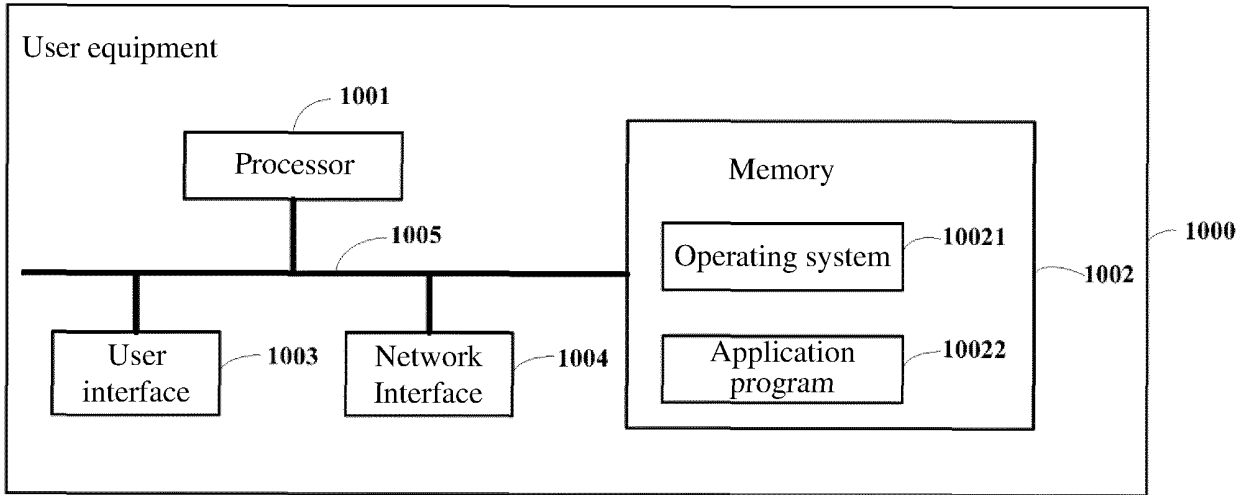 User equipment
1001
Processor
Memory
1005
Operating system
10021
1000
1002
User
interface
1003
Network
Interface
1004
Application
program
10022